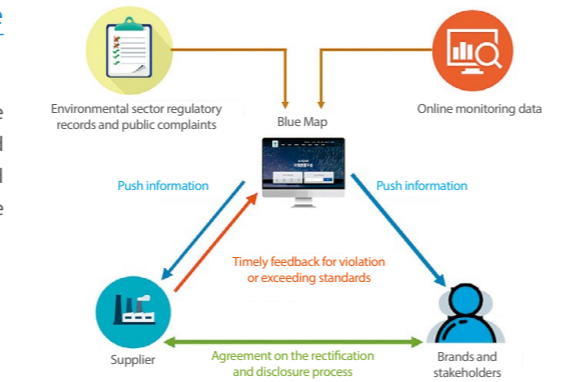 Environmental sector regulatory
records and public complaints
Online monitoring data
Blue Map
Push information
Push information
Timely feedback for violation
or exceeding standards
Supplier
Agreement on the rectification
and disclosure process
Brands and
stakeholders